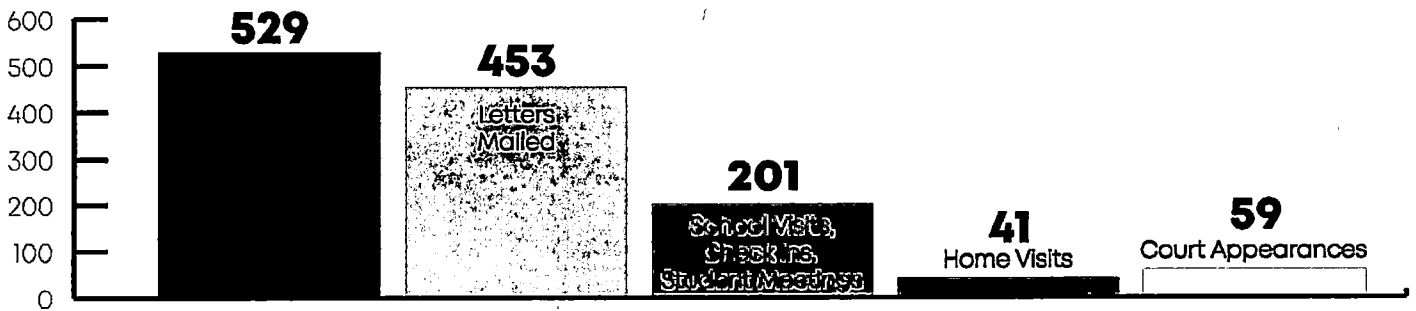 600
500
400
300
200
100
0
529
453
Letters
Mailed
201
School Visits,
Check Ins,
Student Meetings
41
Home Visits
59
Court Appearances